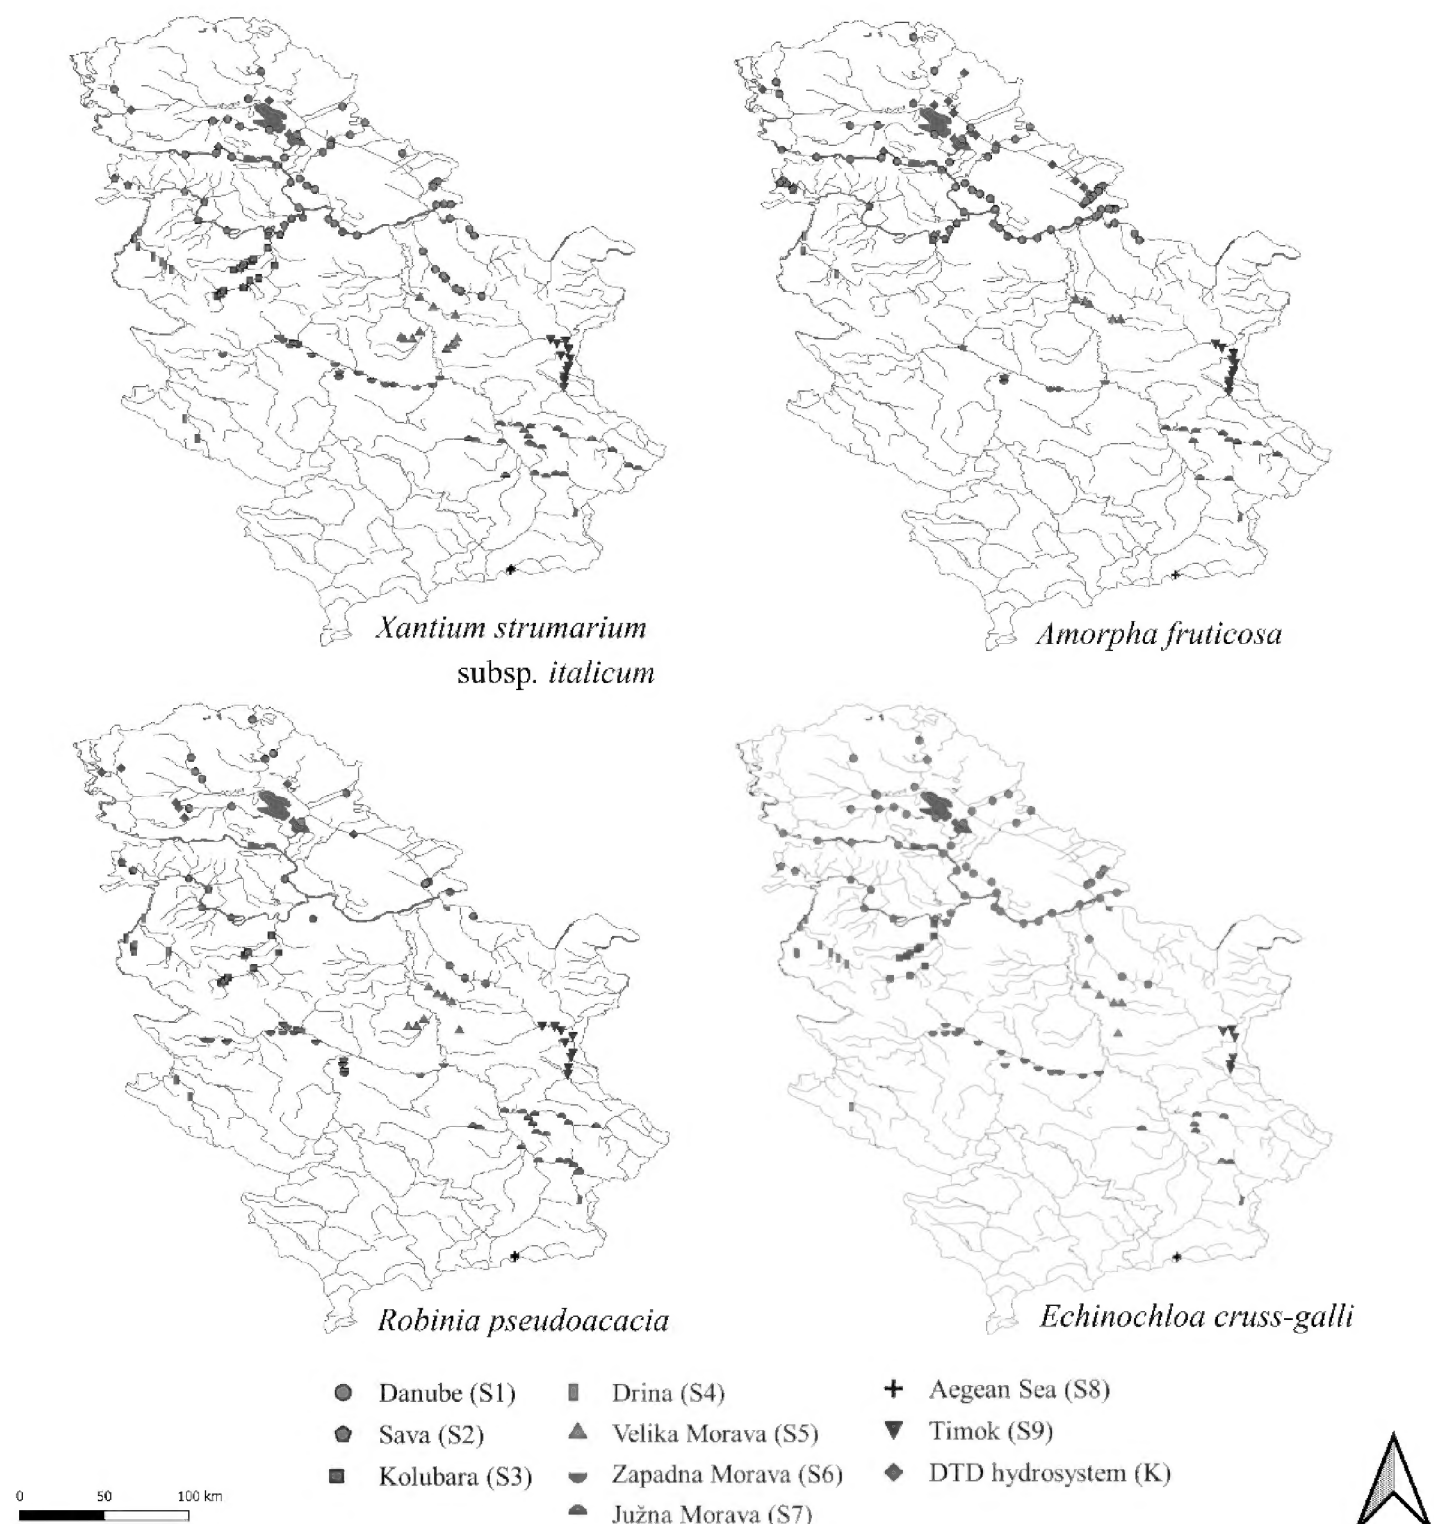 Xantium strumarium
subsp. italicum
Amorpha fruticosa
Robinia pseudoacacia
Echinochloa cruss-galli
Danube (S1)
Sava (S2)
Kolubara (S3)
Drina (S4)
Velika Morava (S5)
Zapadna Morava (S6)
Južna Morava (S7)
Aegean Sea (S8)
Timok (S9)
DTD hydrosystem (K)
0 50 100 km